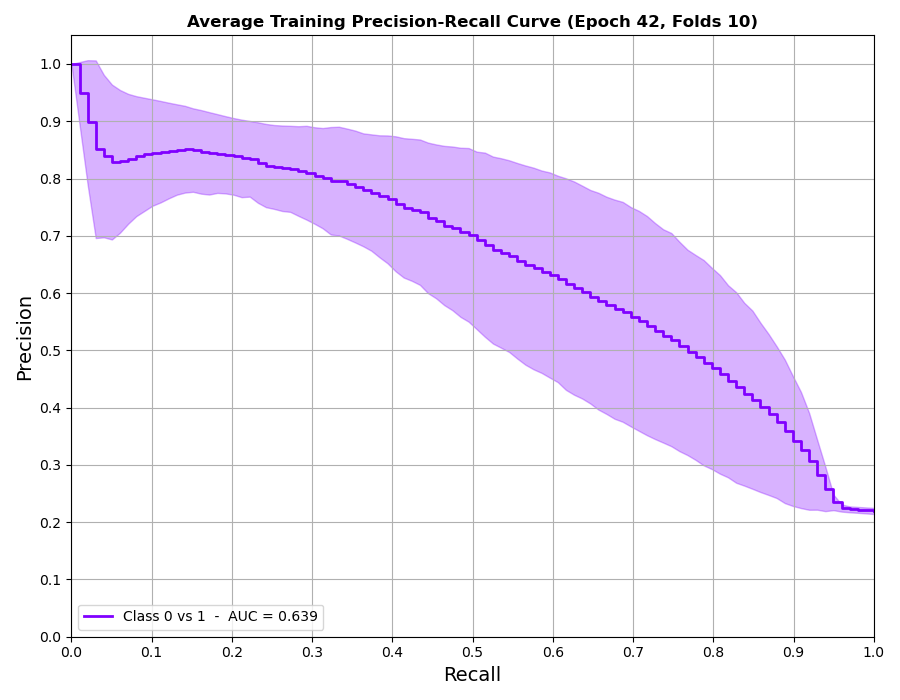 Average Training Precision-Recall Curve (Epoch 42, Folds 10)
Precision
1.0
0.9
0.8
0.7
0.6
0.5
0.4
0.3
0.2
0.1
0.0
Class 0 vs 1 - AUC = 0.639
0.0 0.1 0.2 0.3 0.4 0.5 0.6 0.7 0.8 0.9 1.0
Recall